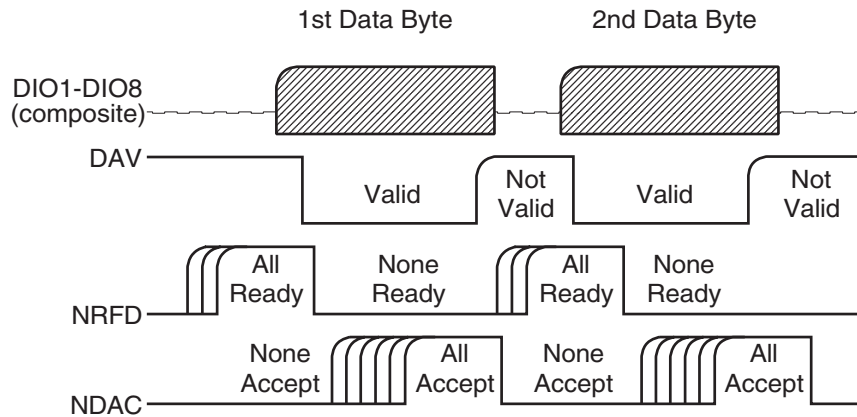 1st Data Byte 2nd Data Byte
DIO1-DIO8
(composite)
DAV
Valid
Not
Valid
Valid
Not
Valid
NRFD
All
Ready
None
Ready
All
Ready
None
Ready
NDAC
None
Accept
All
Accept
None
Accept
All
Accept